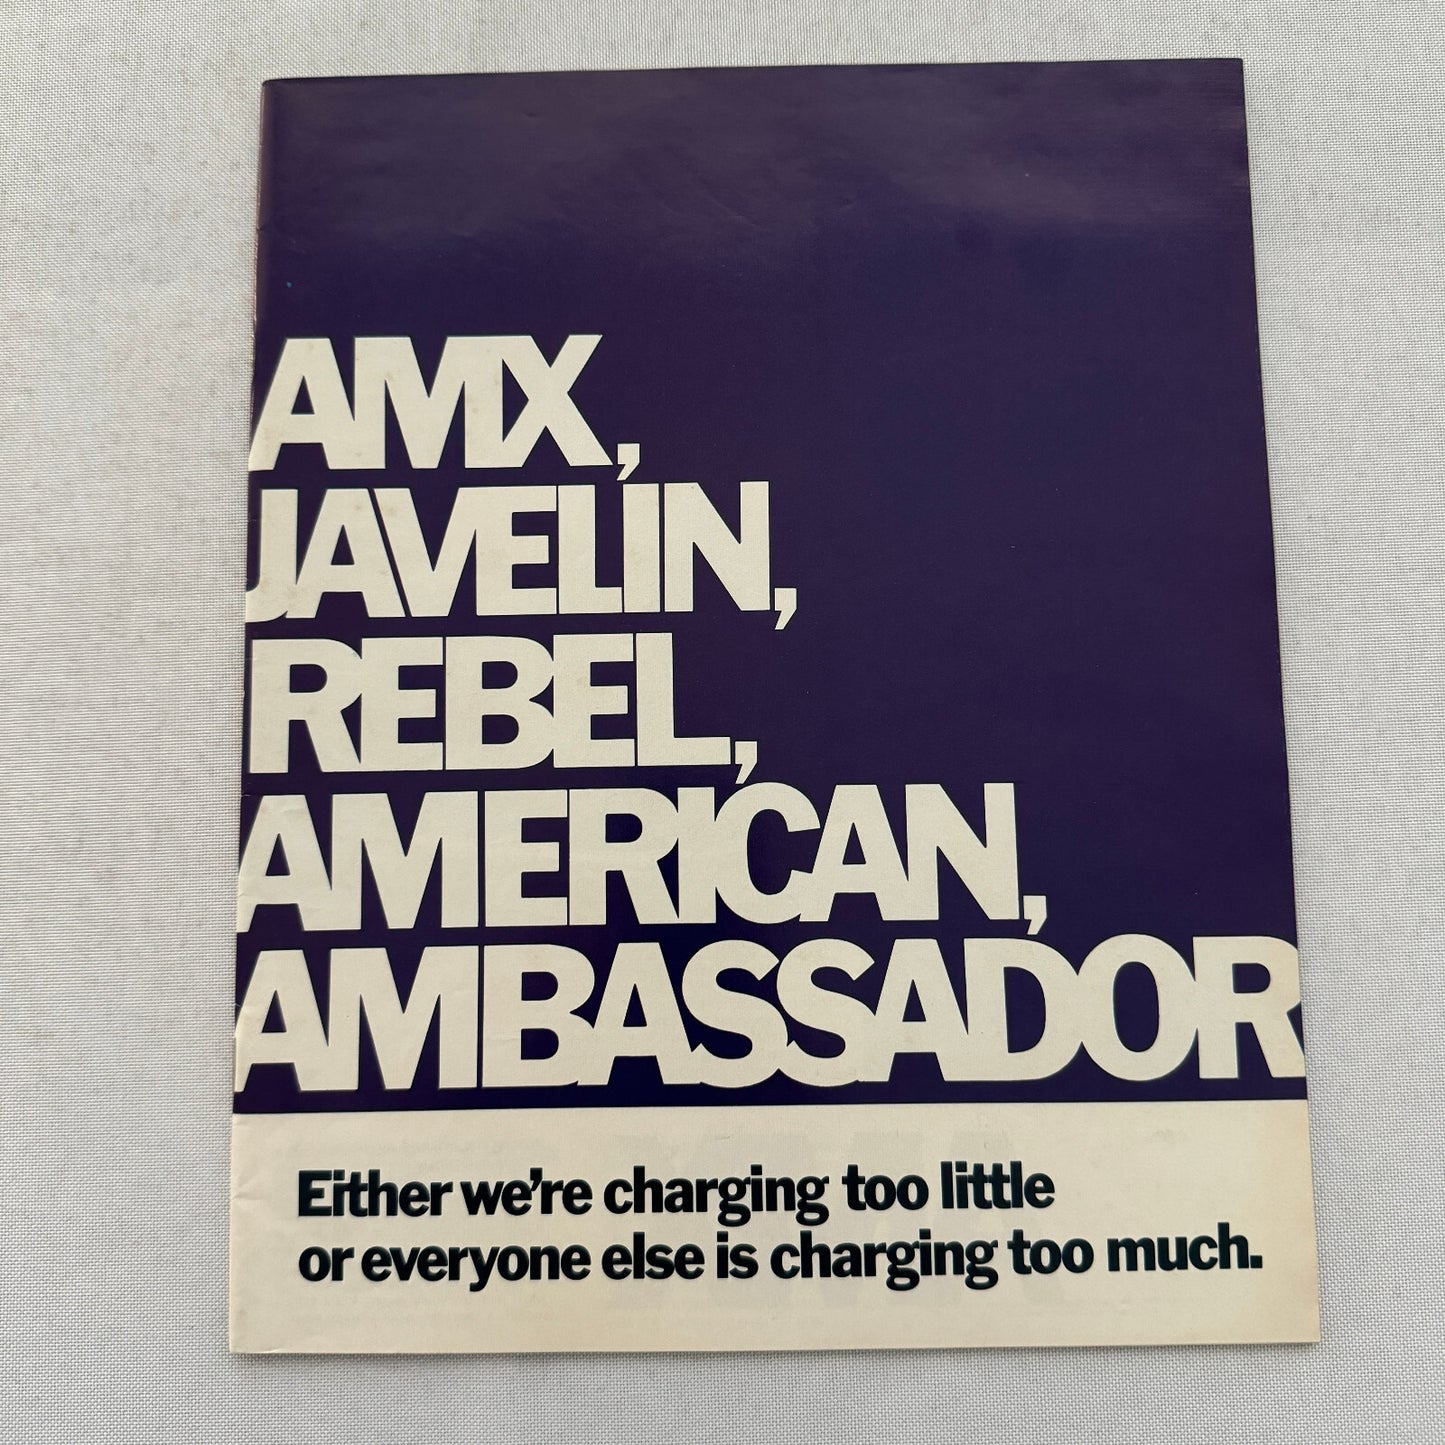 AMX,
JAVELIN,
REBEL,
AMERICAN,
AMBASSADOR
Either we're charging too little
or everyone else is charging too much.